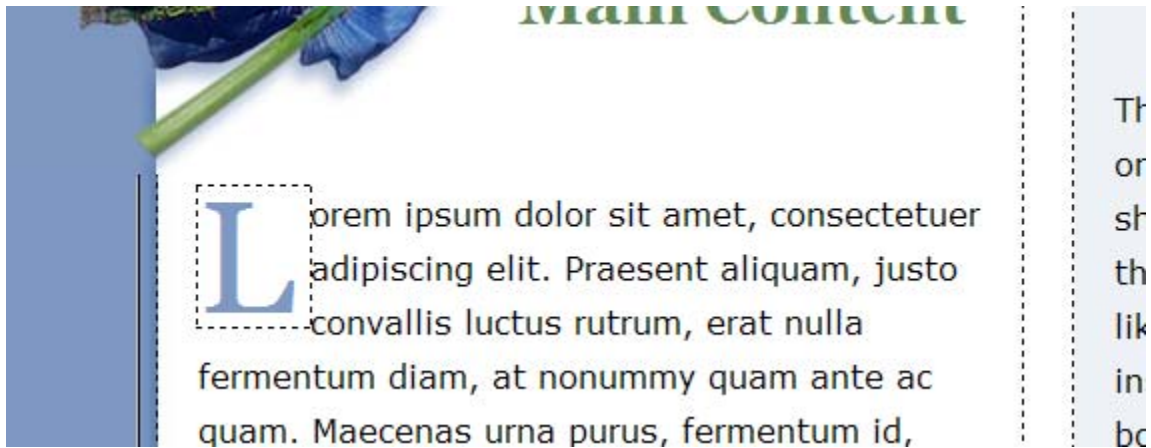 Main Content
Lorem ipsum dolor sit amet, consectetuer
adipiscing elit. Praesent aliquam, justo
convallis luctus rutrum, erat nulla
fermentum diam, at nonummy quam ante ac
quam. Maecenas urna purus, fermentum id,